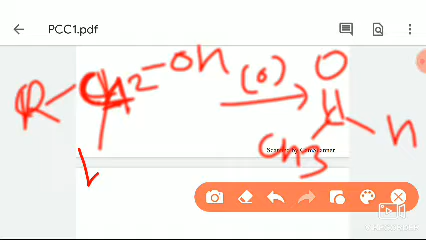 PCC1.pdf
R-CH2-OH (O) O
CH3 H
Scanned by CamScanner